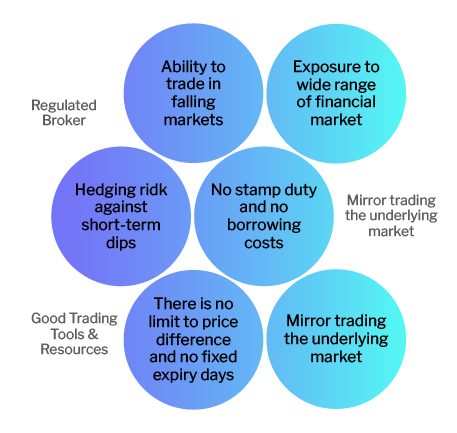 Ability to
trade in
falling
markets
Exposure to
wide range
of financial
market
Regulated
Broker
Hedging ridk
against
short-term
dips
No stamp duty
and no
borrowing
costs
Mirror trading
the underlying
market
Good Trading
Tools &
Resources
There is no
limit to price
difference
and no fixed
expiry days
Mirror trading
the underlying
market